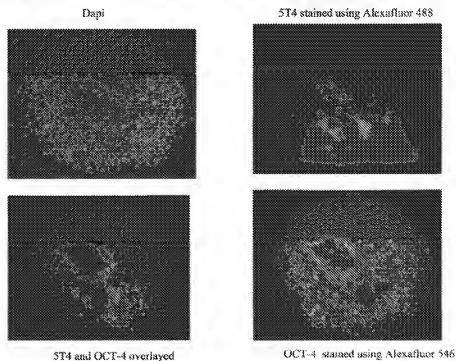 Dapi
5T4 stained using Alexafluor 488
5T4 and OCT-4 overlayed
OCT-4 stained using Alexafluor 546